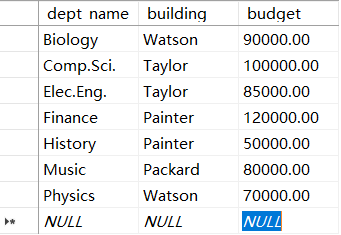 dept name building budget
Biology Watson 90000.00
Comp.Sci. Taylor 100000.00
Elec.Eng. Taylor 85000.00
Finance Painter 120000.00
History Painter 50000.00
Music Packard 80000.00
Physics Watson 70000.00
NULL NULL NULL